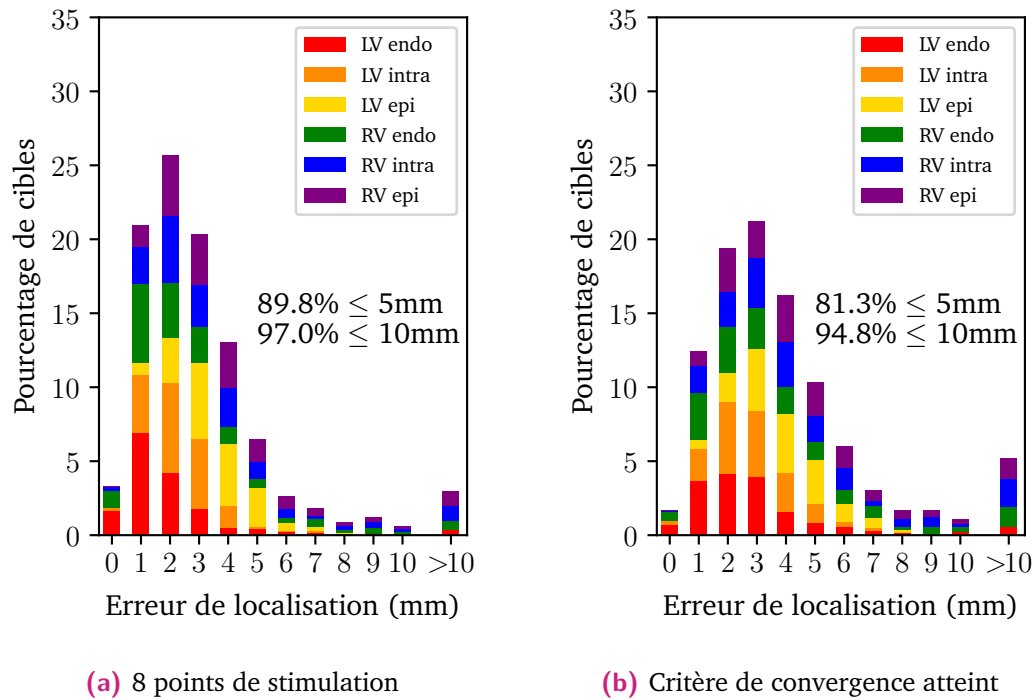 35
30
25
20
15
10
5
0
Pourcentage de cibles
LV endo
LV intra
LV epi
RV endo
RV intra
RV epi
89.8% ≤ 5mm
97.0% ≤ 10mm
0 1 2 3 4 5 6 7 8 9 10 >10
Erreur de localisation (mm)
(a) 8 points de stimulation
35
30
25
20
15
10
5
0
Pourcentage de cibles
LV endo
LV intra
LV epi
RV endo
RV intra
RV epi
81.3% ≤ 5mm
94.8% ≤ 10mm
0 1 2 3 4 5 6 7 8 9 10 >10
Erreur de localisation (mm)
(b) Critère de convergence atteint